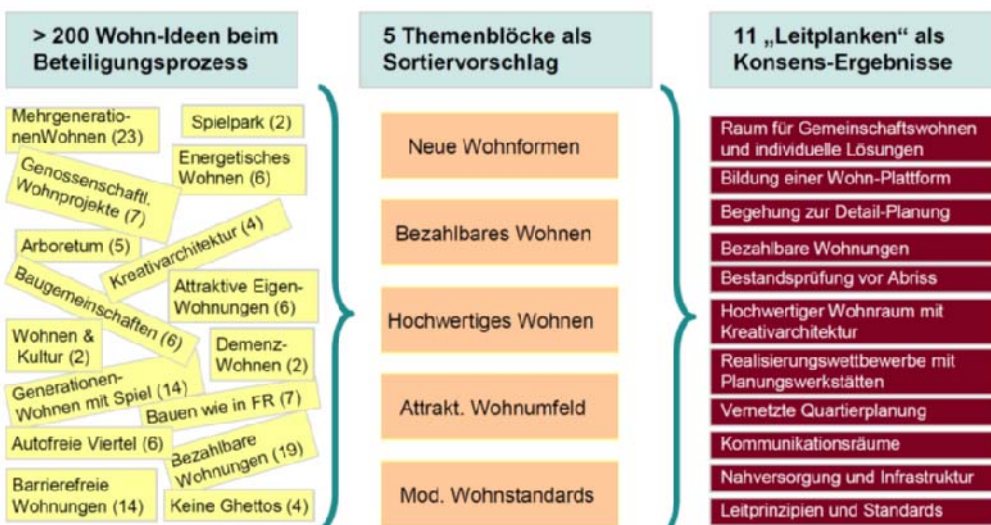 > 200 Wohn-Ideen beim
Beteiligungsprozess
Mehrgeneratio-
nenWohnen (23)
Spielpark (2)
Energetisches
Wohnen (6)
Genossenschaftl.
Wohnprojekte (7)
Arboretum (5)
Kreativarchitektur (4)
Baugemeinschaften (6)
Attraktive Eigen-
Wohnungen (6)
Wohnen &
Kultur (2)
Demenz-
Wohnen (2)
Generationen-
Wohnen mit Spiel (14)
Bauen wie in FR (7)
Autofreie Viertel (6)
Bezahlbare
Wohnungen (19)
Barrierefreie
Wohnungen (14)
Keine Ghettos (4)
5 Themenblöcke als
Sortiervorschlag
Neue Wohnformen
Bezahlbares Wohnen
Hochwertiges Wohnen
Attrakt. Wohnumfeld
Mod. Wohnstandards
11 „Leitplanken“ als
Konsens-Ergebnisse
Raum für Gemeinschaftswohnen
und individuelle Lösungen
Bildung einer Wohn-Plattform
Begehung zur Detail-Planung
Bezahlbare Wohnungen
Bestandsprüfung vor Abriss
Hochwertiger Wohnraum mit
Kreativarchitektur
Realisierungswettbewerbe mit
Planungswerkstätten
Vernetzte Quartierplanung
Kommunikationsräume
Nahversorgung und Infrastruktur
Leitprinzipien und Standards